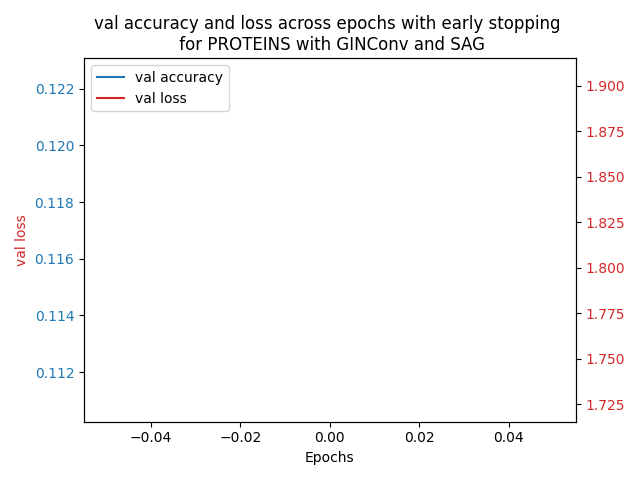 val accuracy and loss across epochs with early stopping
for PROTEINS with GINConv and SAG
val accuracy
val loss
0.122
0.120
0.118
0.116
0.114
0.112
val loss
1.900
1.875
1.850
1.825
1.800
1.775
1.750
1.725
−0.04 −0.02 0.00 0.02 0.04
Epochs